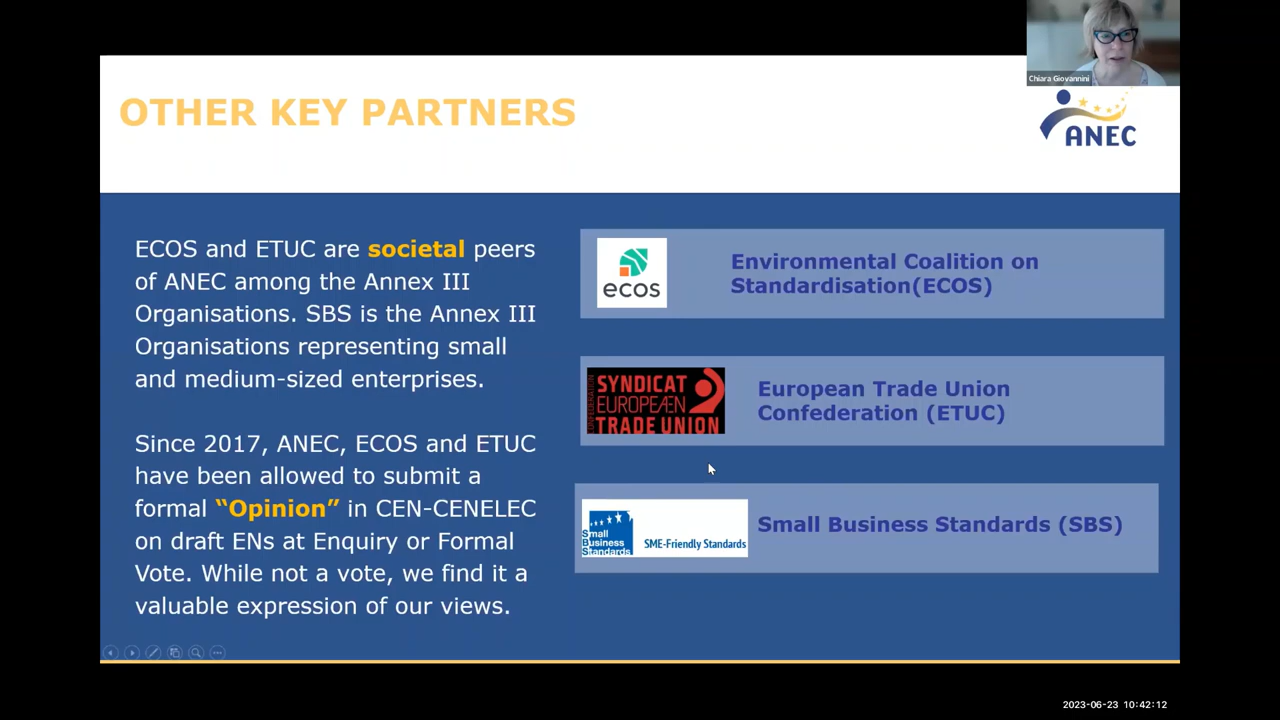 Chiara Giovannini
OTHER KEY PARTNERS
ANEC
ECOS and ETUC are societal peers
of ANEC among the Annex III
Organisations. SBS is the Annex III
Organisations representing small
and medium-sized enterprises.
Since 2017, ANEC, ECOS and ETUC
have been allowed to submit a
formal “Opinion” in CEN-CENELEC
on draft ENs at Enquiry or Formal
Vote. While not a vote, we find it a
valuable expression of our views.
ecos
Environmental Coalition on
Standardisation(ECOS)
CONFEDERATION
SYNDICAT
EUROPEAN
TRADE UNION
European Trade Union
Confederation (ETUC)
Small
Business
Standards
SME-Friendly Standards
Small Business Standards (SBS)
2023-06-23 10:42:12